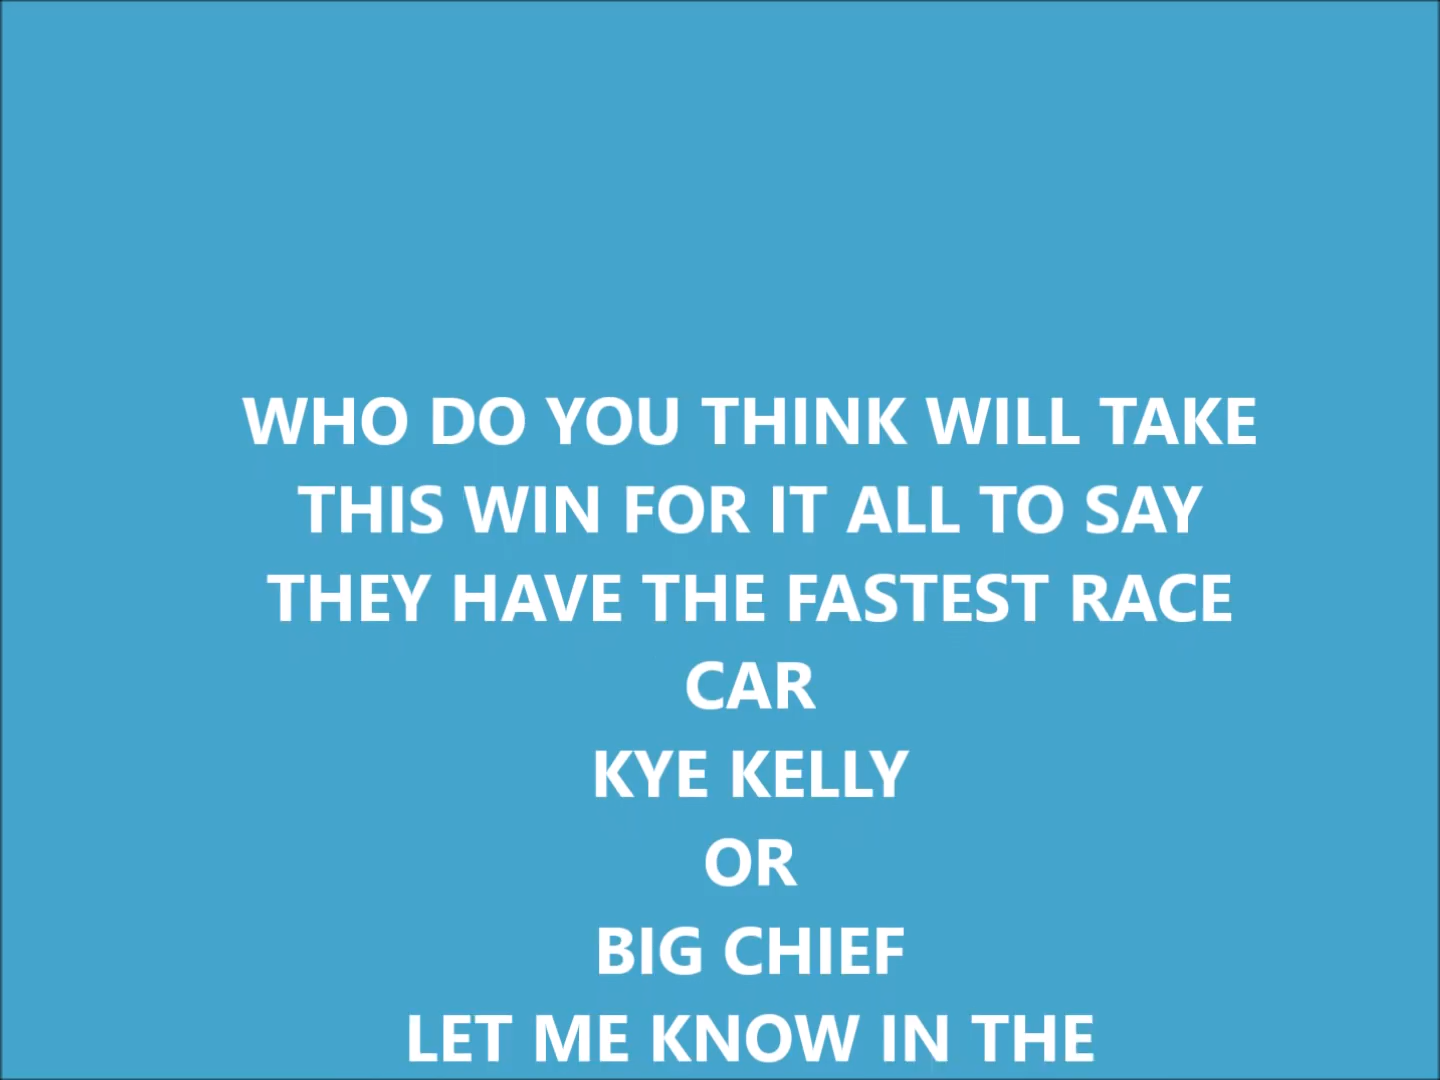 WHO DO YOU THINK WILL TAKE
THIS WIN FOR IT ALL TO SAY
THEY HAVE THE FASTEST RACE
CAR
KYE KELLY
OR
BIG CHIEF
LET ME KNOW IN THE